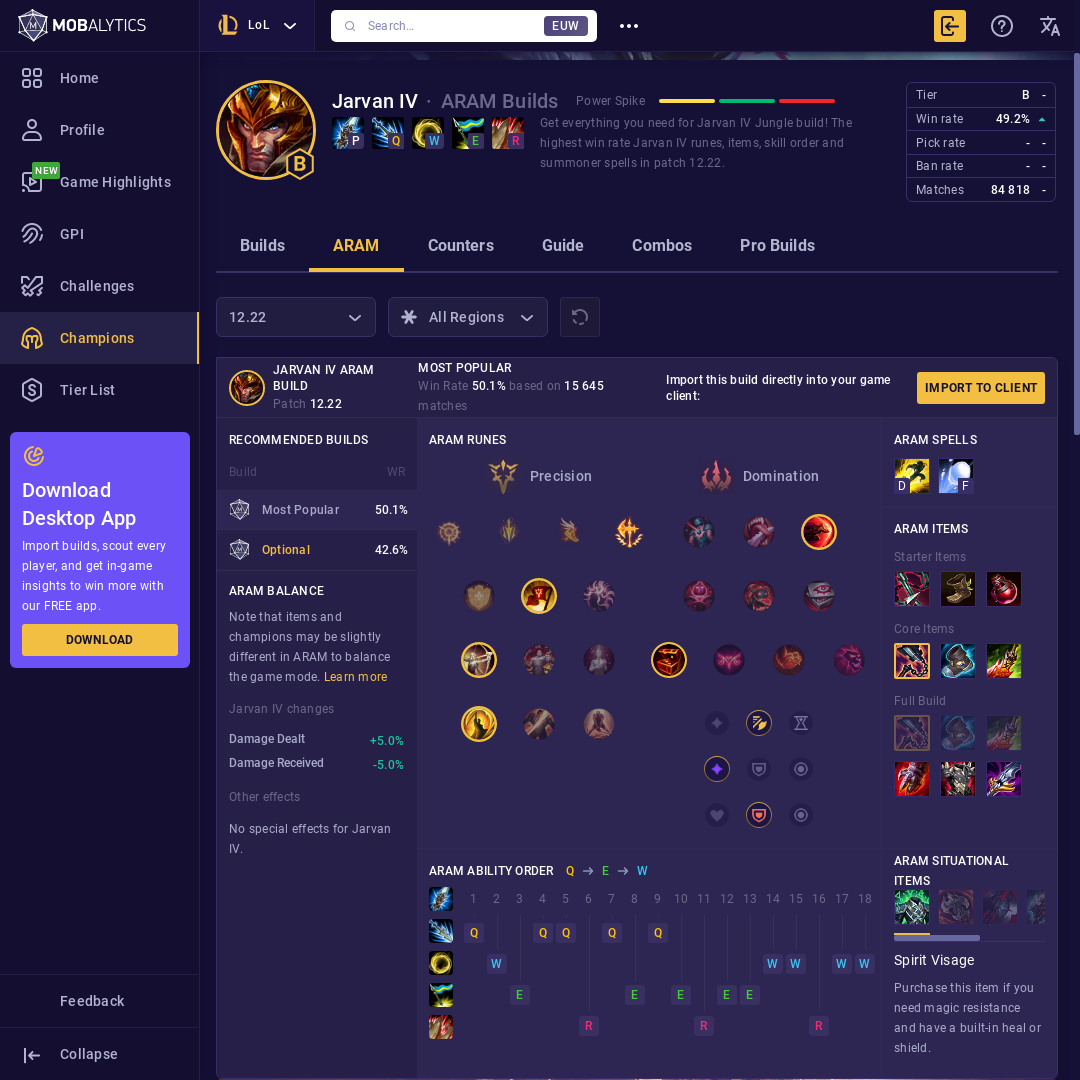 MOBALYTICS
LoL
Search...
EUW
Home
Profile
NEW
Game Highlights
GPI
Challenges
Champions
Tier List
Download
Desktop App
Import builds, scout every
player, and get in-game
insights to win more with
our FREE app.
DOWNLOAD
Feedback
Collapse
B
Jarvan IV · ARAM Builds
Power Spike
P
Q
W
E
R
Get everything you need for Jarvan IV Jungle build! The
highest win rate Jarvan IV runes, items, skill order and
summoner spells in patch 12.22.
Tier B -
Win rate 49.2%
Pick rate - -
Ban rate - -
Matches 84 818 -
Builds
ARAM
Counters
Guide
Combos
Pro Builds
12.22
All Regions
JARVAN IV ARAM
BUILD
Patch 12.22
MOST POPULAR
Win Rate 50.1% based on 15 645
matches
Import this build directly into your game
client:
IMPORT TO CLIENT
RECOMMENDED BUILDS
Build WR
Most Popular 50.1%
Optional 42.6%
ARAM BALANCE
Note that items and
champions may be slightly
different in ARAM to balance
the game mode. Learn more
Jarvan IV changes
Damage Dealt +5.0%
Damage Received -5.0%
Other effects
No special effects for Jarvan
IV.
ARAM RUNES
Precision
Domination
ARAM ABILITY ORDER Q → E → W
1 2 3 4 5 6 7 8 9 10 11 12 13 14 15 16 17 18
Q Q Q Q Q
W W W W W
E E E E E
R R R
ARAM SPELLS
D
F
ARAM ITEMS
Starter Items
Core Items
Full Build
ARAM SITUATIONAL
ITEMS
Spirit Visage
Purchase this item if you
need magic resistance
and have a built-in heal or
shield.